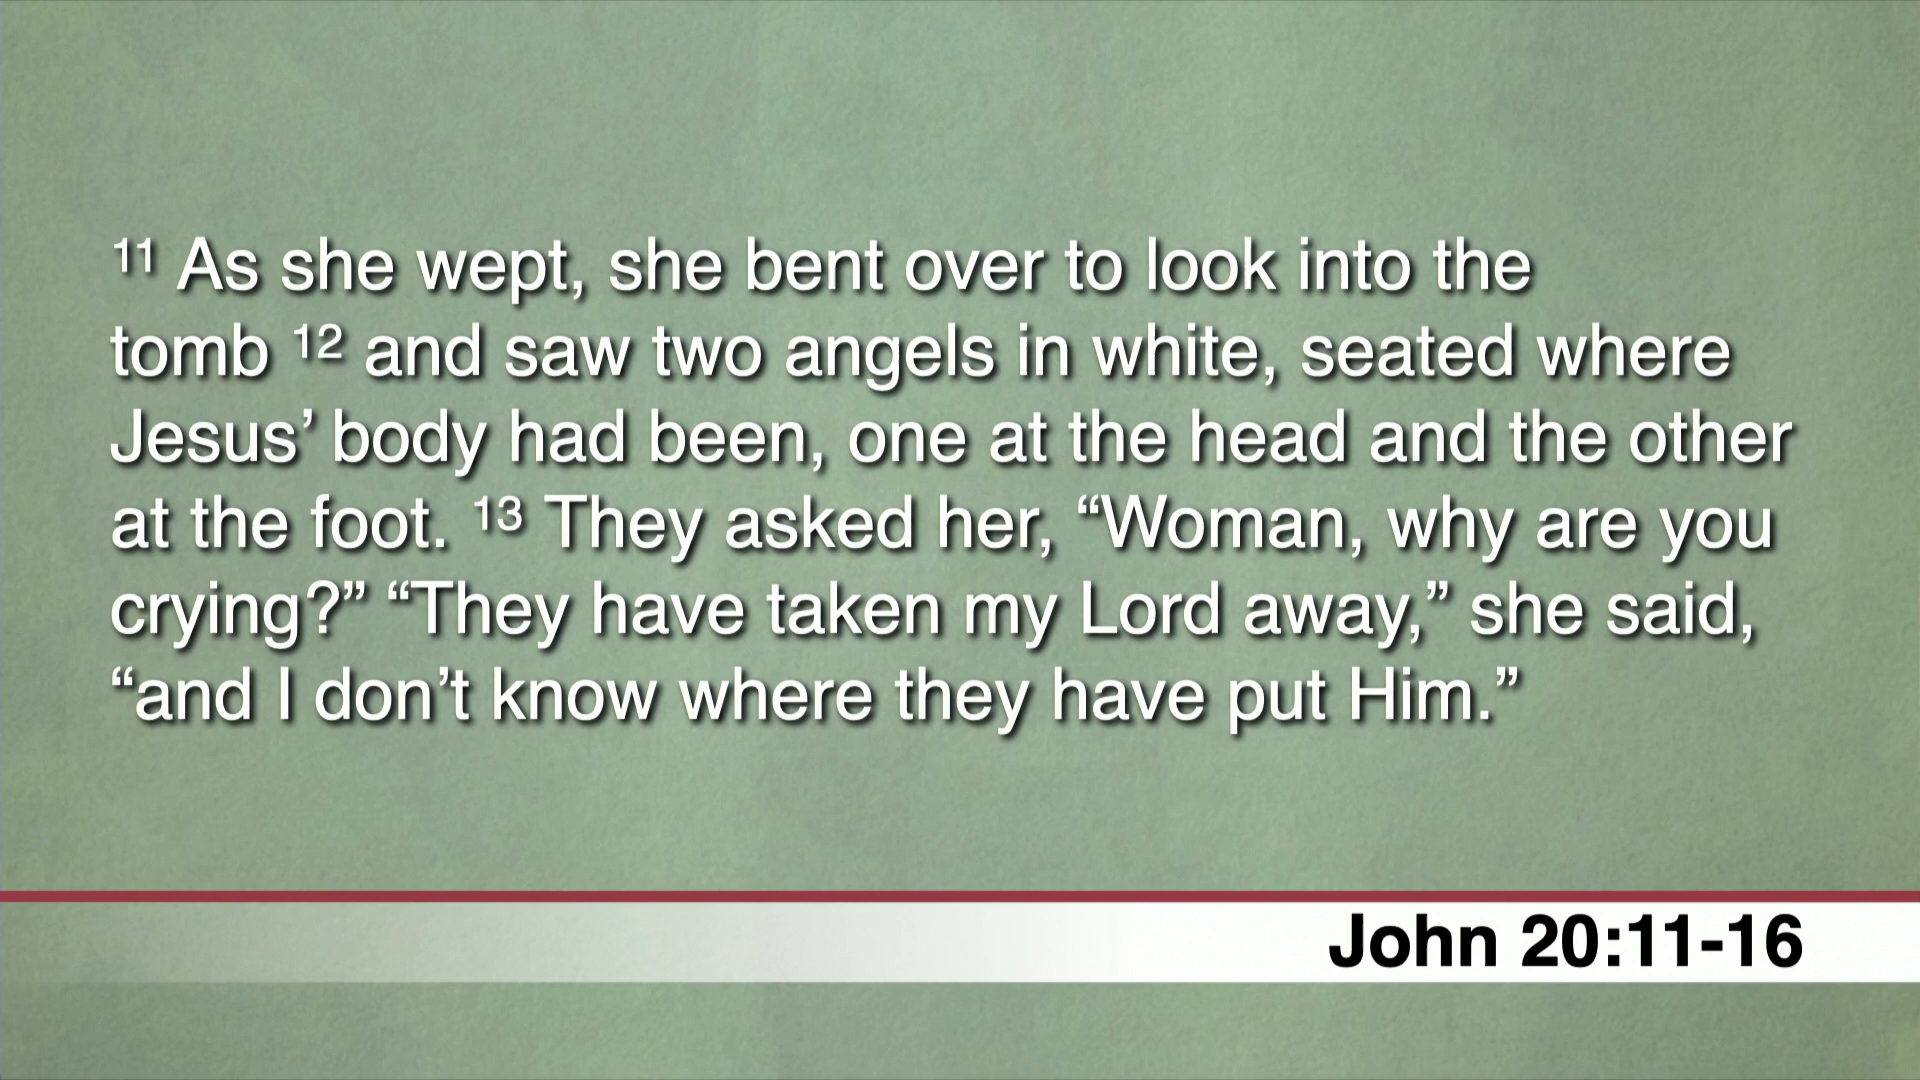 11 As she wept, she bent over to look into the
tomb 12 and saw two angels in white, seated where
Jesus’ body had been, one at the head and the other
at the foot. 13 They asked her, “Woman, why are you
crying?” “They have taken my Lord away,” she said,
“and I don’t know where they have put Him.”
John 20:11-16